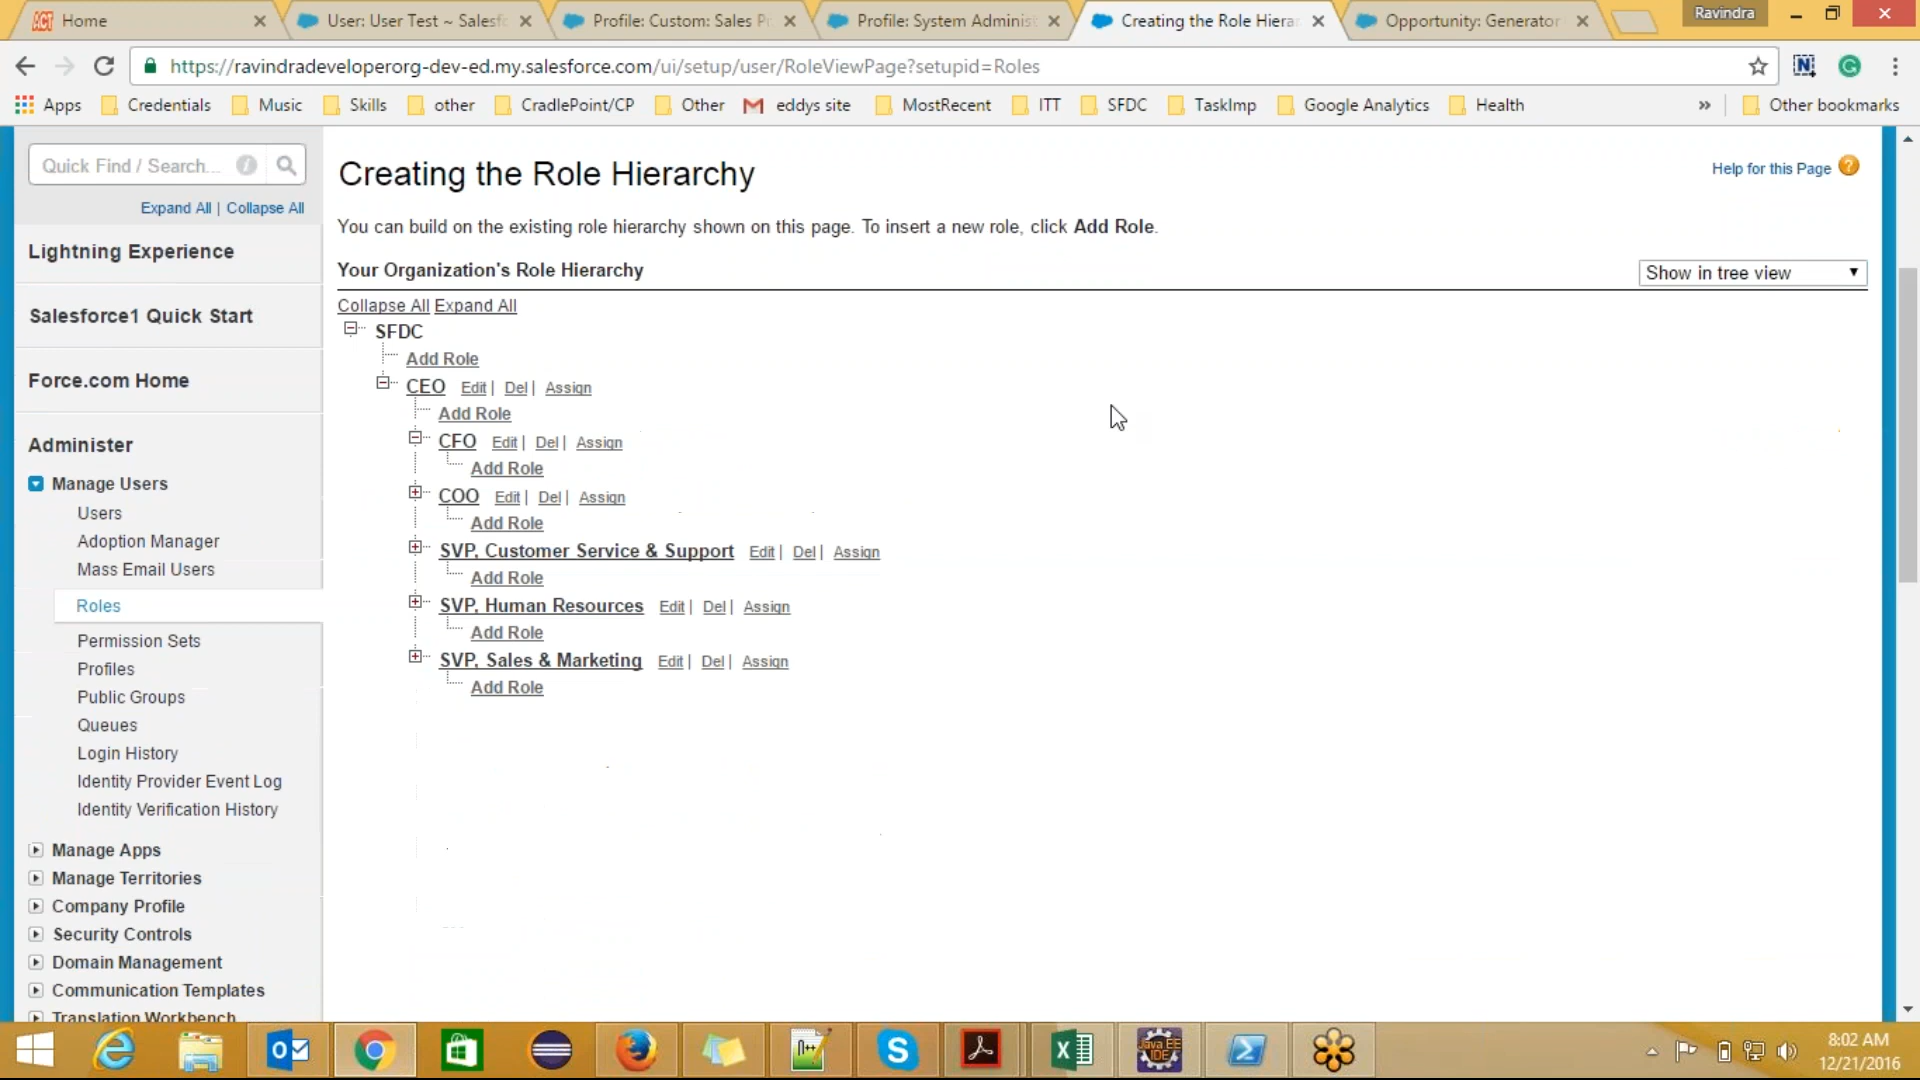 Home
User: User Test ~ Salesf
Profile: Custom: Sales P
Profile: System Adminis
Creating the Role Hierar
Opportunity: Generator
Ravindra
https://ravindradeveloperorg-dev-ed.my.salesforce.com/ui/setup/user/RoleViewPage?setupid=Roles
Apps Credentials Music Skills other CradlePoint/CP Other eddys site MostRecent ITT SFDC TaskImp Google Analytics Health » Other bookmarks
Quick Find / Search...
Expand All | Collapse All
Lightning Experience
Salesforce1 Quick Start
Force.com Home
Administer
Manage Users
Users
Adoption Manager
Mass Email Users
Roles
Permission Sets
Profiles
Public Groups
Queues
Login History
Identity Provider Event Log
Identity Verification History
Manage Apps
Manage Territories
Company Profile
Security Controls
Domain Management
Communication Templates
Translation Workbench
Creating the Role Hierarchy
Help for this Page ?
You can build on the existing role hierarchy shown on this page. To insert a new role, click Add Role.
Your Organization's Role Hierarchy
Show in tree view
Collapse All Expand All
SFDC
Add Role
CEO Edit | Del | Assign
Add Role
CFO Edit | Del | Assign
Add Role
COO Edit | Del | Assign
Add Role
SVP, Customer Service & Support Edit | Del | Assign
Add Role
SVP, Human Resources Edit | Del | Assign
Add Role
SVP, Sales & Marketing Edit | Del | Assign
Add Role
Java EE
IDE
8:02 AM
12/21/2016